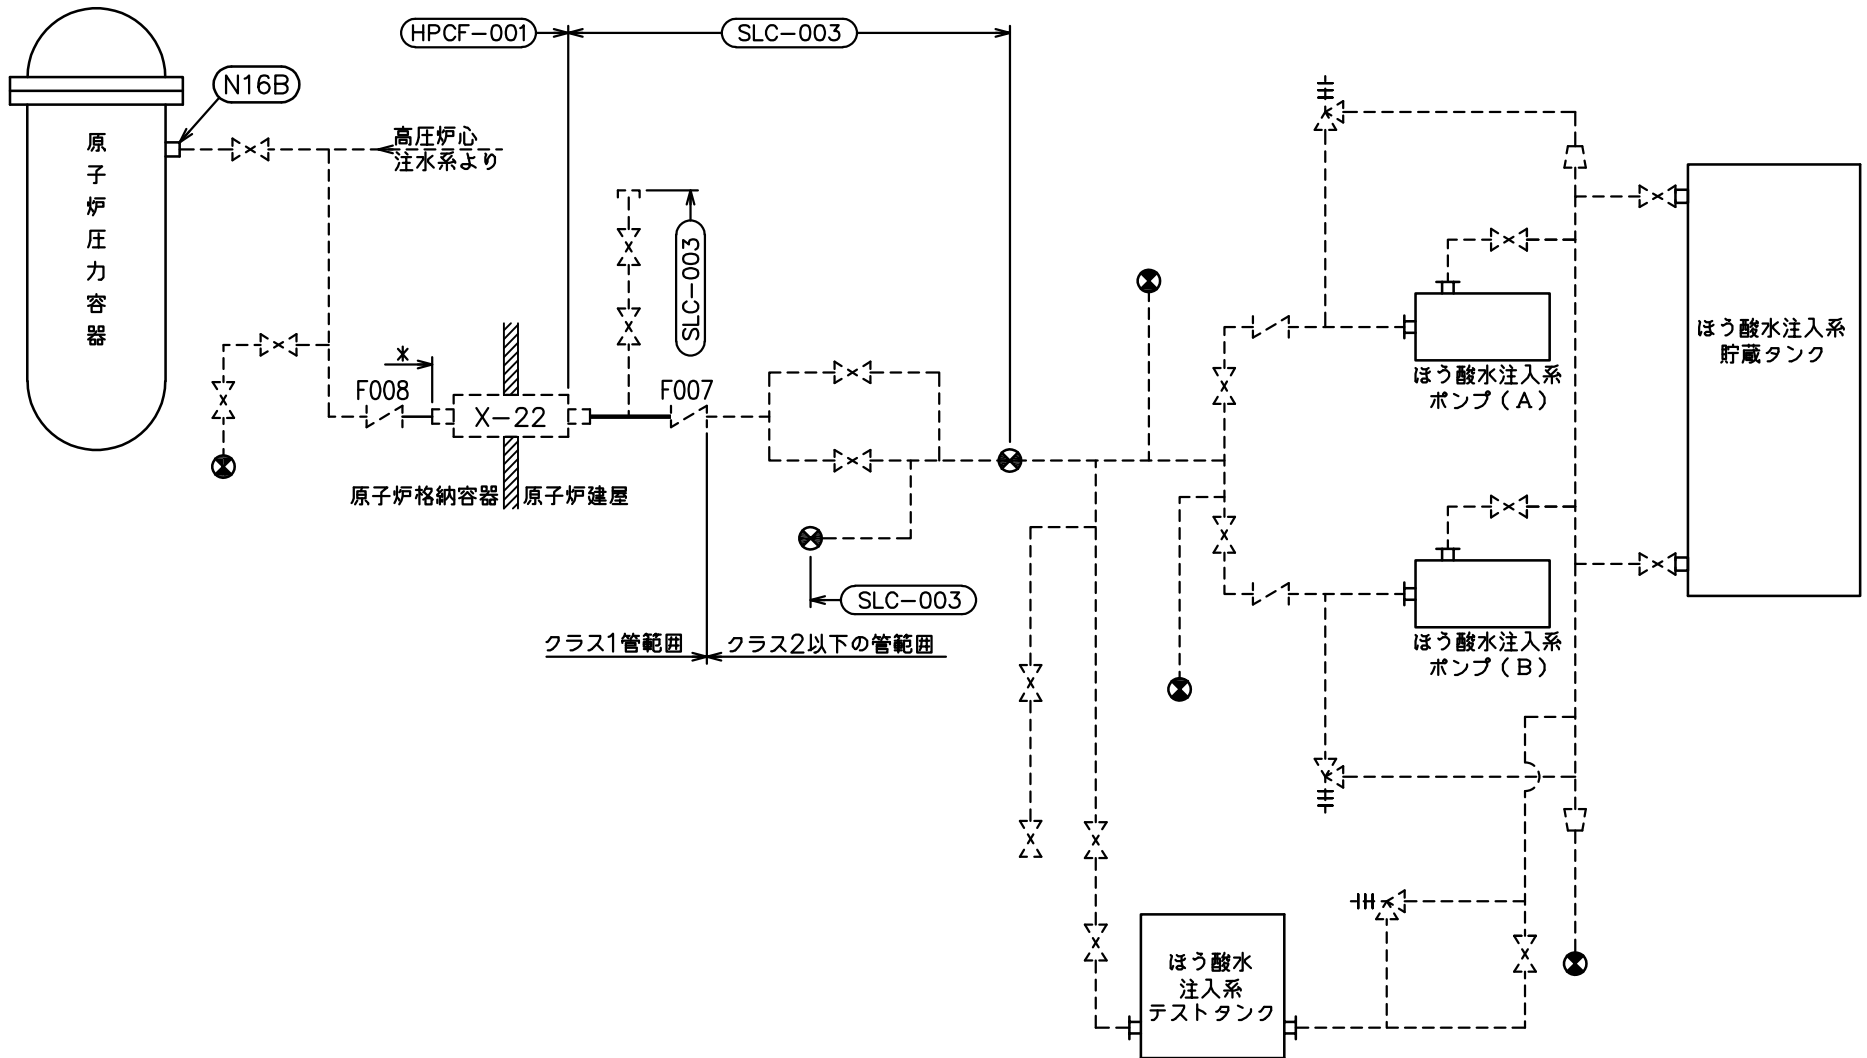 HPCF-001
SLC-003
N16B
原子炉圧力容器
高圧炉心
注水系より
SLC-003
*
F008
X-22
F007
原子炉格納容器
原子炉建屋
SLC-003
クラス1管範囲
クラス2以下の管範囲
ほう酸水注入系
ポンプ(A)
ほう酸水注入系
貯蔵タンク
ほう酸水注入系
ポンプ(B)
ほう酸水
注入系
テストタンク